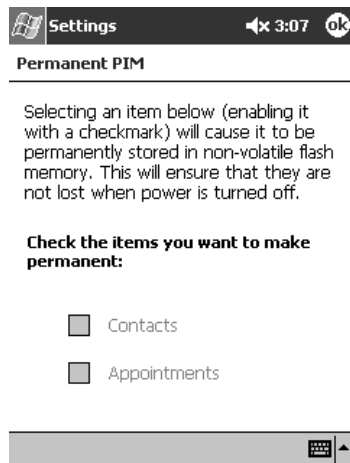 Settings 3:07 ok
Permanent PIM
Selecting an item below (enabling it
with a checkmark) will cause it to be
permanently stored in non-volatile flash
memory. This will ensure that they are
not lost when power is turned off.
Check the items you want to make
permanent:
Contacts
Appointments